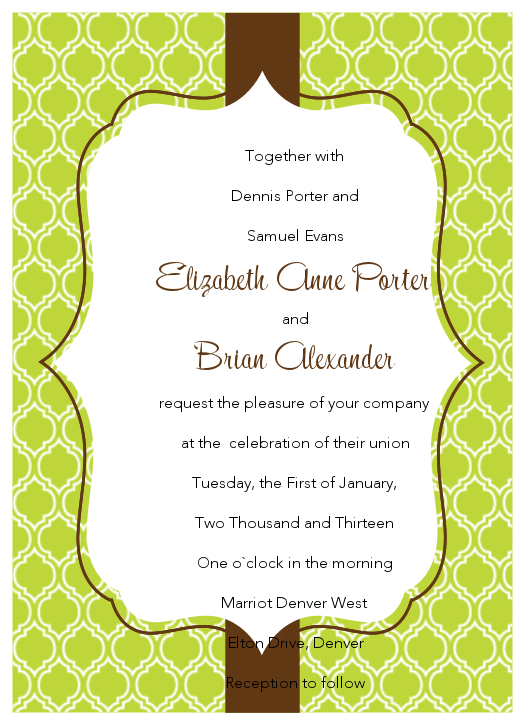 Together with
Dennis Porter and
Samuel Evans
Elizabeth Anne Porter
and
Brian Alexander
request the pleasure of your company
at the  celebration of their union
Tuesday, the First of January,
Two Thousand and Thirteen
One o`clock in the morning
Marriot Denver West
Elton Drive, Denver
Reception to follow